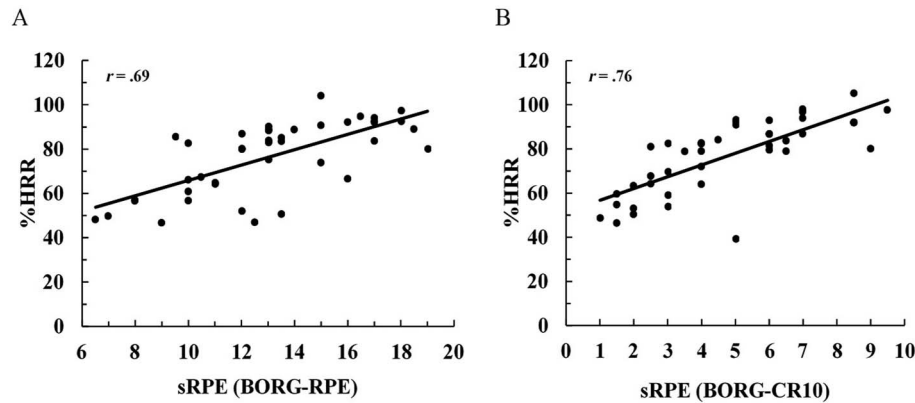 A
r = .69
%HRR
120
100
80
60
40
20
0
6 8 10 12 14 16 18 20
sRPE (BORG-RPE)
B
r = .76
%HRR
120
100
80
60
40
20
0
0 1 2 3 4 5 6 7 8 9 10
sRPE (BORG-CR10)